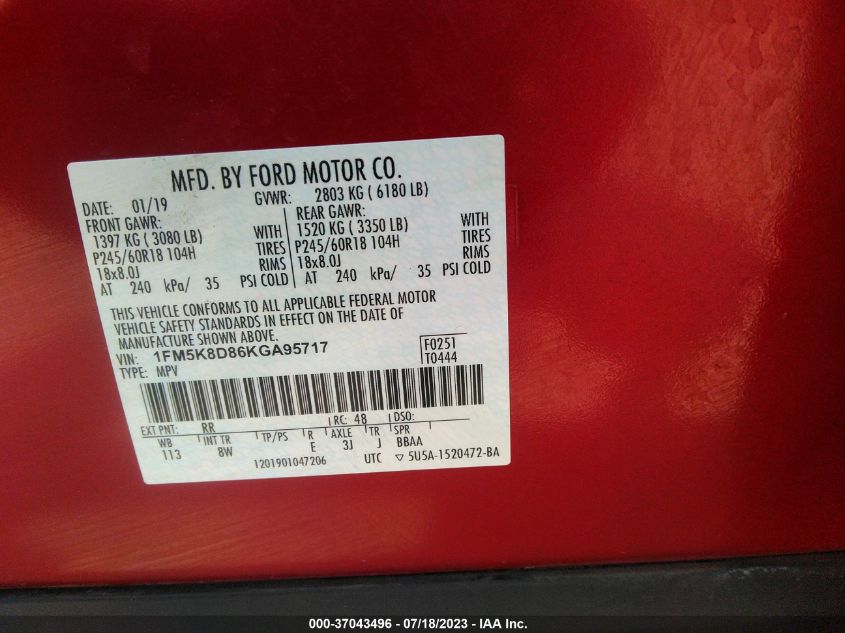 MFD. BY FORD MOTOR CO.
DATE: 01/19 GVWR: 2803 KG ( 6180 LB)
FRONT GAWR: REAR GAWR:
1397 KG ( 3080 LB) WITH 1520 KG ( 3350 LB) WITH
P245/60R18 104H TIRES P245/60R18 104H TIRES
18x8.0J RIMS 18x8.0J RIMS
AT 240 kPa/ 35 PSI COLD AT 240 kPa/ 35 PSI COLD
THIS VEHICLE CONFORMS TO ALL APPLICABLE FEDERAL MOTOR
VEHICLE SAFETY STANDARDS IN EFFECT ON THE DATE OF
MANUFACTURE SHOWN ABOVE.
VIN: 1FM5K8D86KGA95717 F0251
TYPE: MPV T0444
EXT PNT: RR RC: 48 DSO:
WB INT TR TP/PS R AXLE TR SPR
113 8W E 3J J BBAA
1201901047206 UTC ▽ 5U5A-1520472-BA
000-37043496 - 07/18/2023 - IAA Inc.